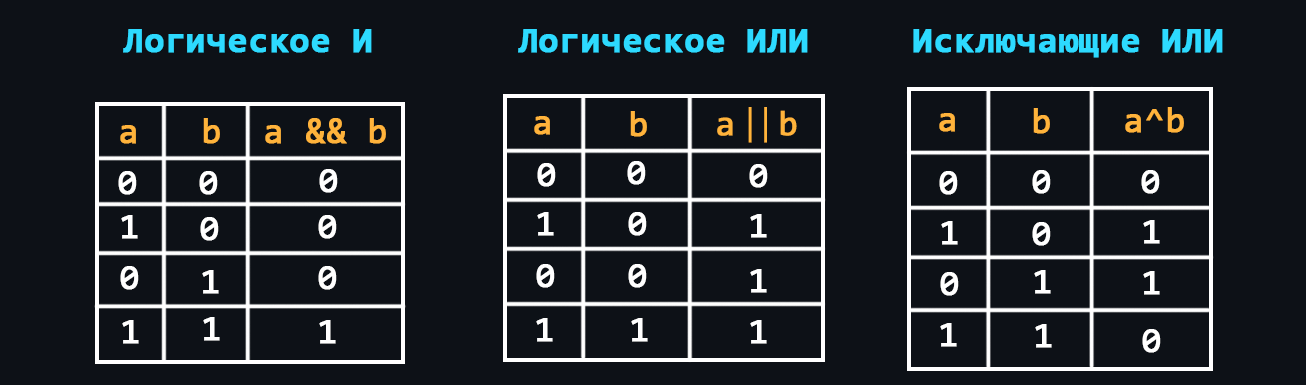 Логическое И
a b a && b
0 0 0
1 0 0
0 1 0
1 1 1
Логическое ИЛИ
a b a||b
0 0 0
1 0 1
0 0 1
1 1 1
Исключающие ИЛИ
a b a^b
0 0 0
1 0 1
0 1 1
1 1 0